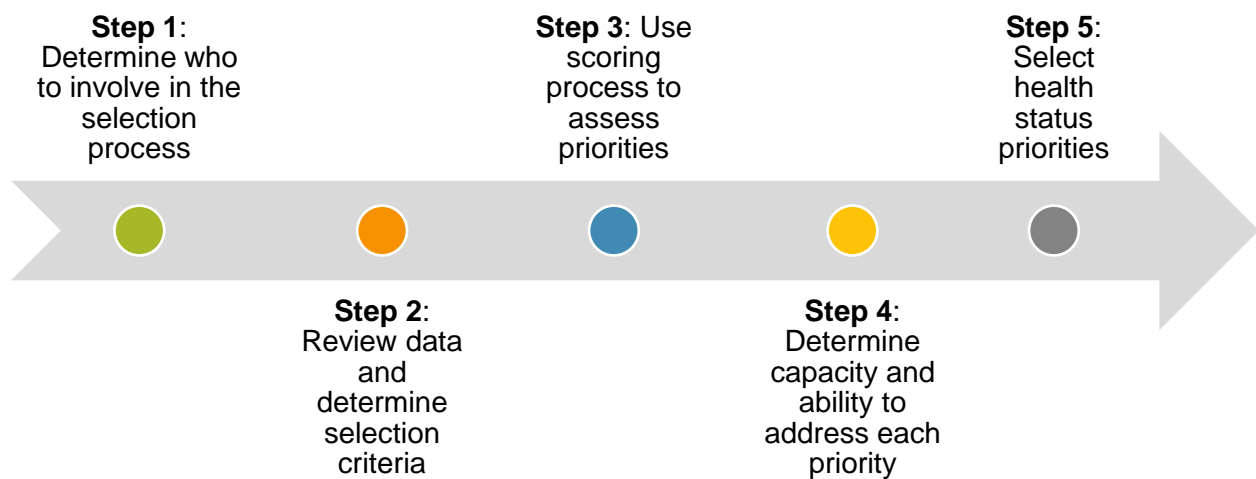 Step 1:
Determine who
to involve in the
selection
process
Step 2:
Review data
and
determine
selection
criteria
Step 3: Use
scoring
process to
assess
priorities
Step 4:
Determine
capacity and
ability to
address each
priority
Step 5:
Select
health
status
priorities